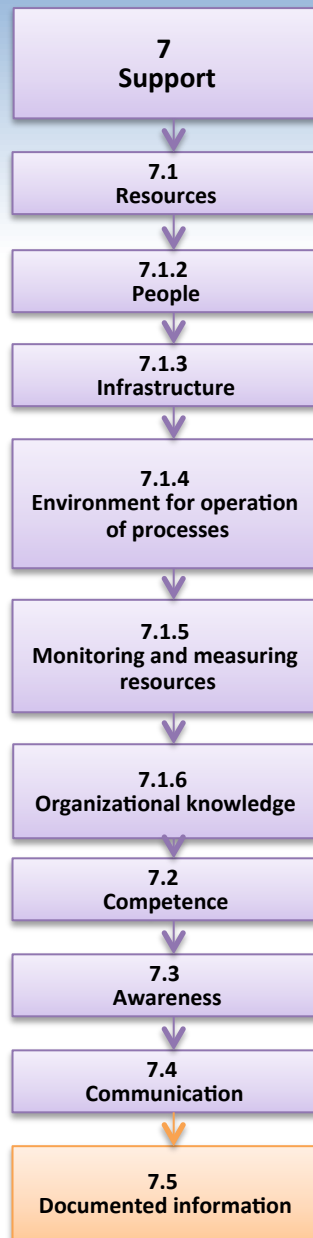 7
Support
7.1
Resources
7.1.2
People
7.1.3
Infrastructure
7.1.4
Environment for operation
of processes
7.1.5
Monitoring and measuring
resources
7.1.6
Organizational knowledge
7.2
Competence
7.3
Awareness
7.4
Communication
7.5
Documented information